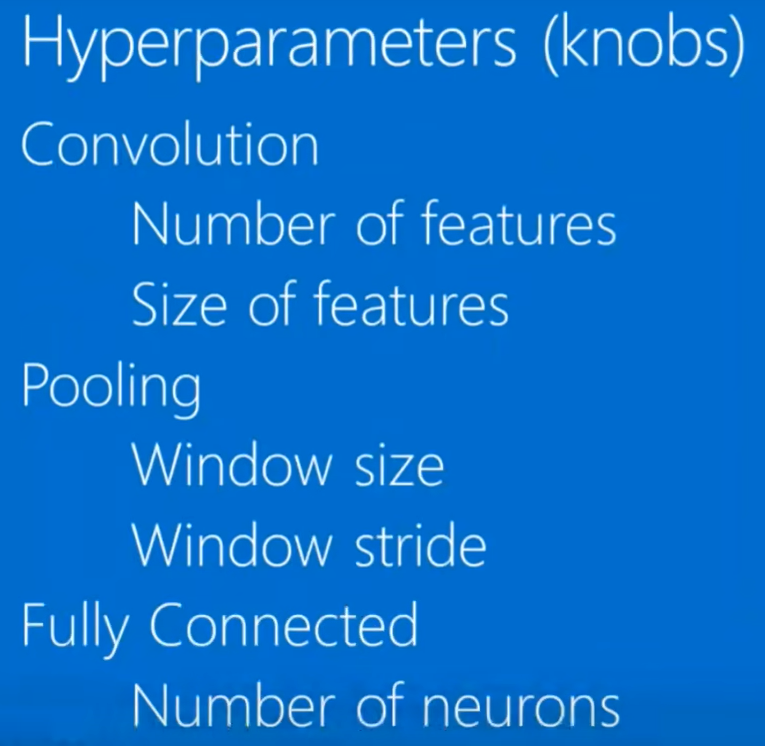 Hyperparameters (knobs)
Convolution
Number of features
Size of features
Pooling
Window size
Window stride
Fully Connected
Number of neurons